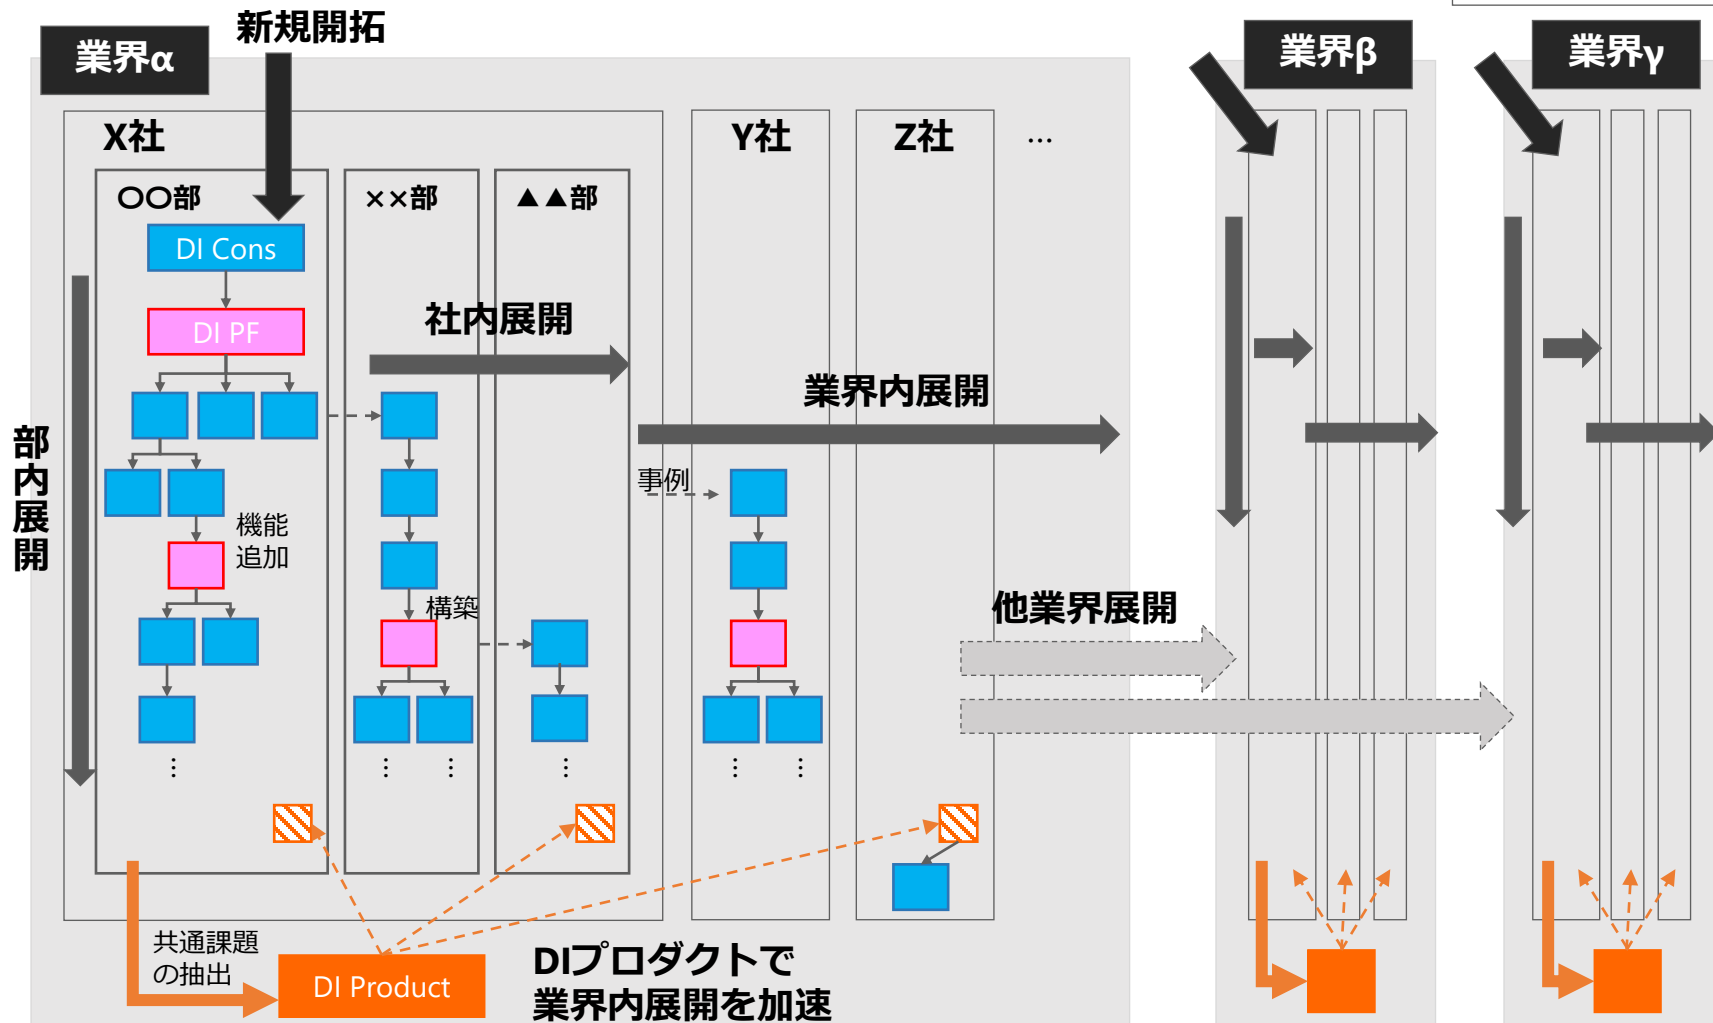 新規開拓
業界α
業界β
業界γ
X社
Y社
Z社
…
〇〇部
××部
▲▲部
DI Cons
DI PF
社内展開
業界内展開
部内展開
事例
機能
追加
構築
他業界展開
⋮
⋮
⋮
⋮
⋮
⋮
共通課題
の抽出
DI Product
DIプロダクトで
業界内展開を加速